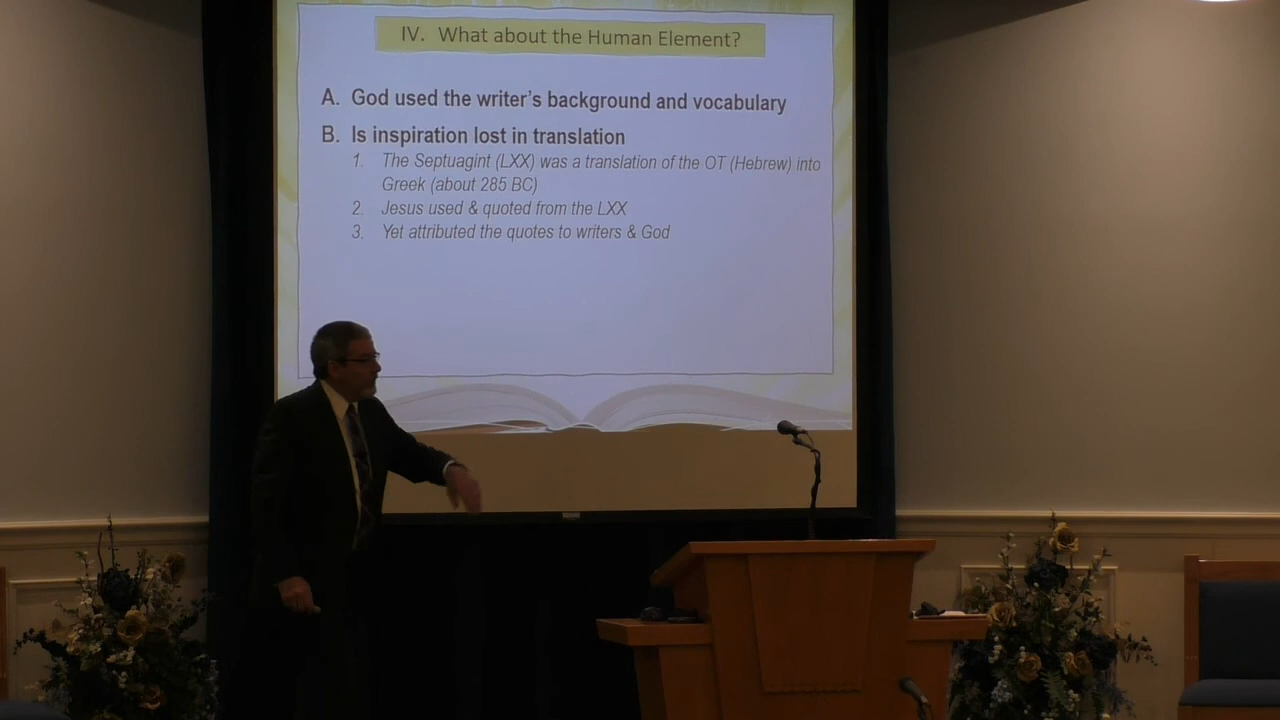 IV. What about the Human Element?
A. God used the writer's background and vocabulary
B. Is inspiration lost in translation
1. The Septuagint (LXX) was a translation of the OT (Hebrew) into
Greek (about 285 BC)
2. Jesus used & quoted from the LXX
3. Yet attributed the quotes to writers & God